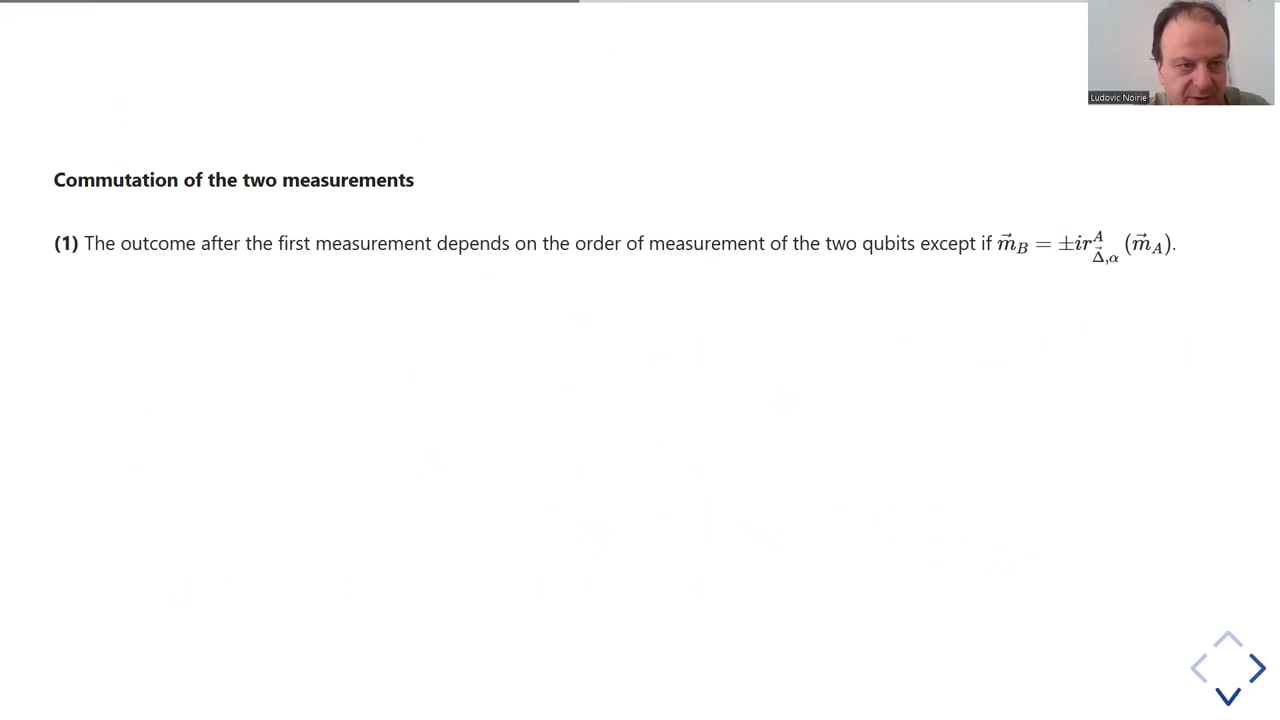 Ludovic Noirie
Commutation of the two measurements
(1) The outcome after the first measurement depends on the order of measurement of the two qubits except if $\vec{m}_B = \pm ir^A_{\vec{\Delta},\alpha}(\vec{m}_A)$.